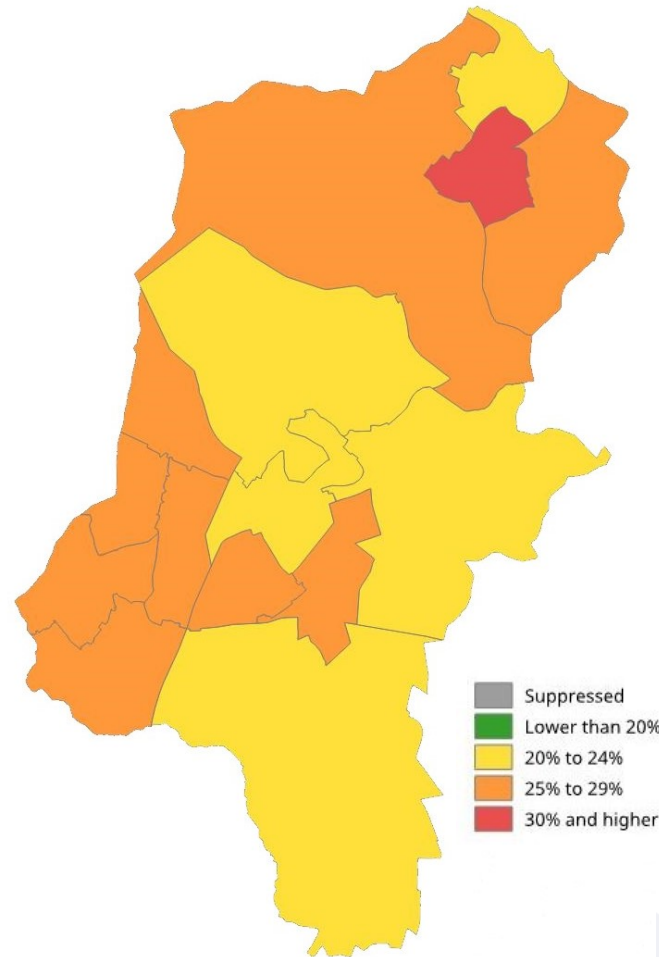 Suppressed
Lower than 20%
20% to 24%
25% to 29%
30% and higher